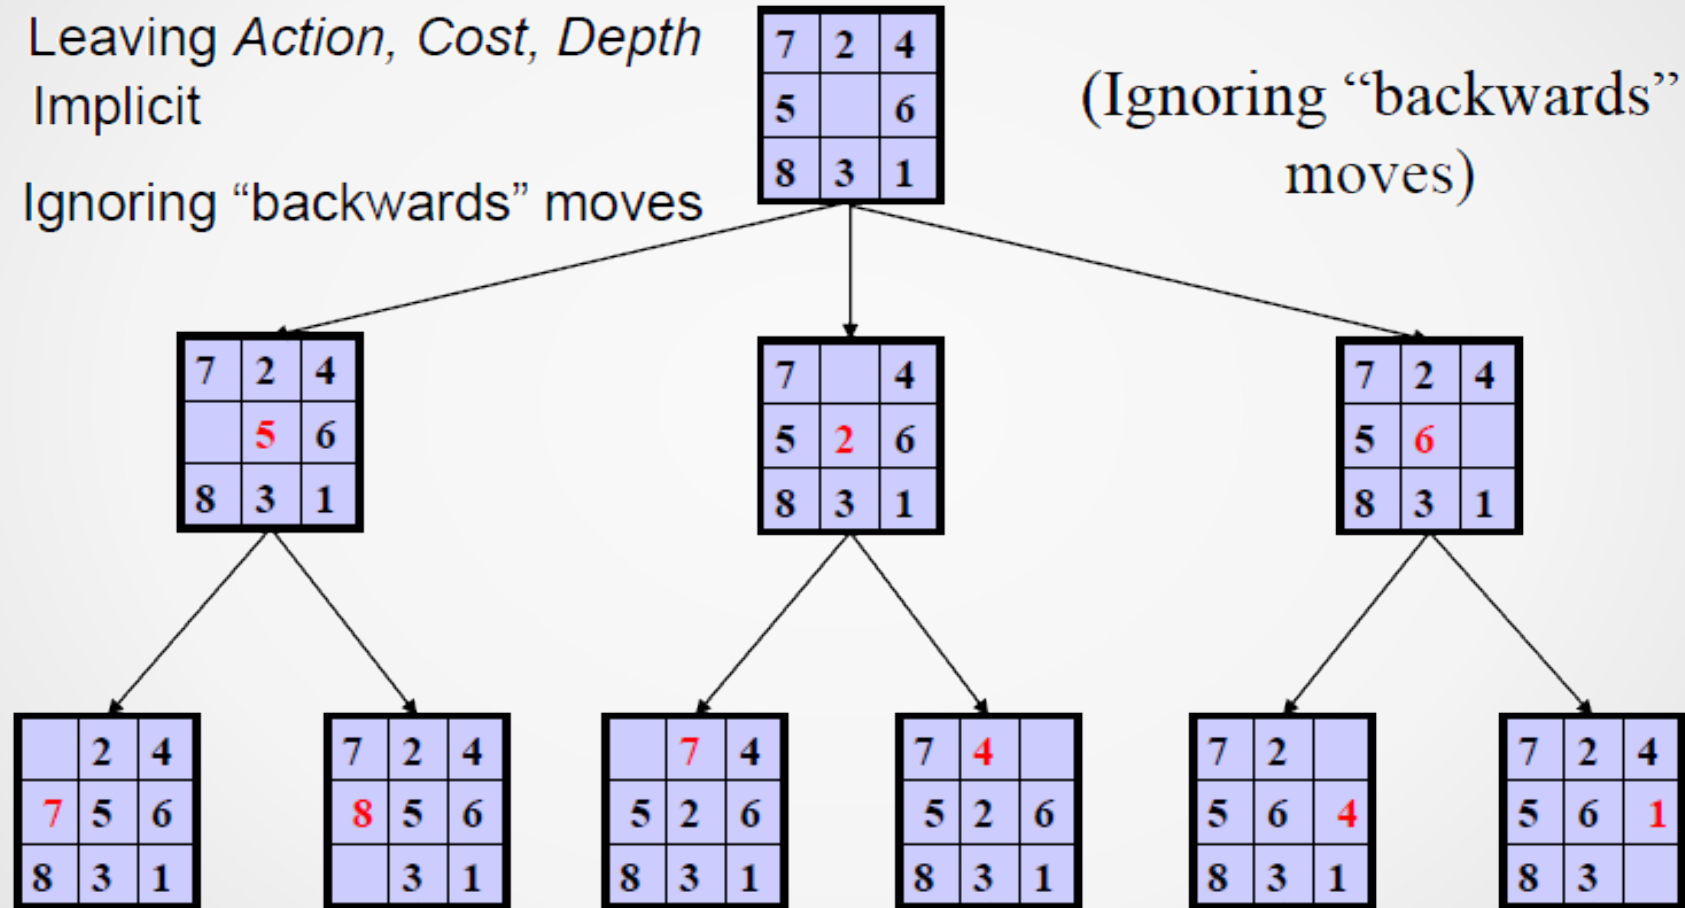 Leaving Action, Cost, Depth
Implicit
Ignoring “backwards” moves
(Ignoring “backwards”
moves)
7 2 4
5 6
8 3 1
7 2 4
5 6
8 3 1
7 4
5 2 6
8 3 1
7 2 4
5 6
8 3 1
2 4
7 5 6
8 3 1
7 2 4
8 5 6
3 1
7 4
5 2 6
8 3 1
7 4
5 2 6
8 3 1
7 2
5 6 4
8 3 1
7 2 4
5 6 1
8 3